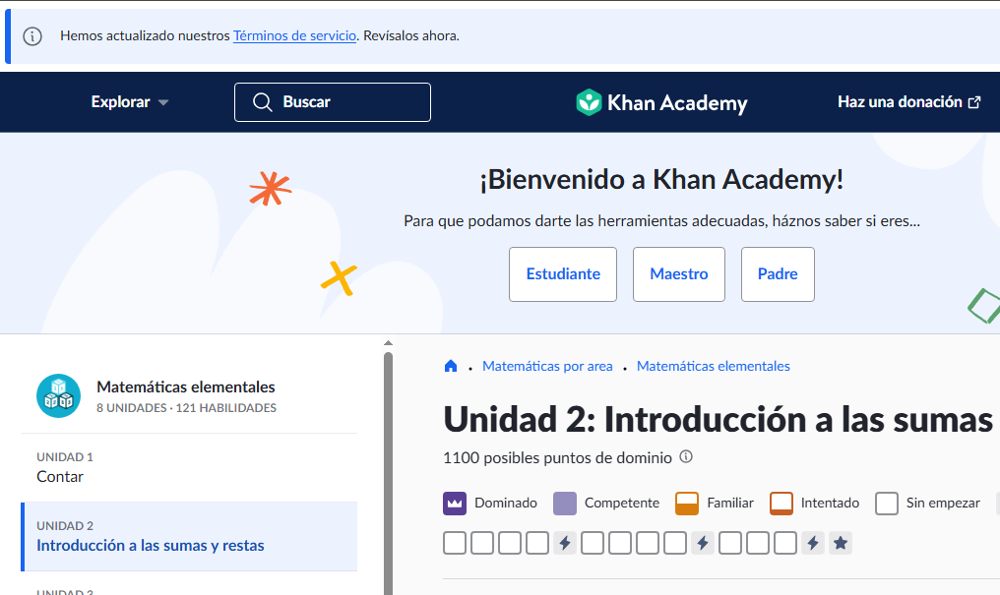 Hemos actualizado nuestros Términos de servicio. Revísalos ahora.
Explorar
Buscar
Khan Academy
Haz una donación
¡Bienvenido a Khan Academy!
Para que podamos darte las herramientas adecuadas, háznos saber si eres...
Estudiante
Maestro
Padre
Matemáticas elementales
8 UNIDADES · 121 HABILIDADES
UNIDAD 1
Contar
UNIDAD 2
Introducción a las sumas y restas
UNIDAD 3
Matemáticas por area
Matemáticas elementales
Unidad 2: Introducción a las sumas
1100 posibles puntos de dominio
Dominado
Competente
Familiar
Intentado
Sin empezar